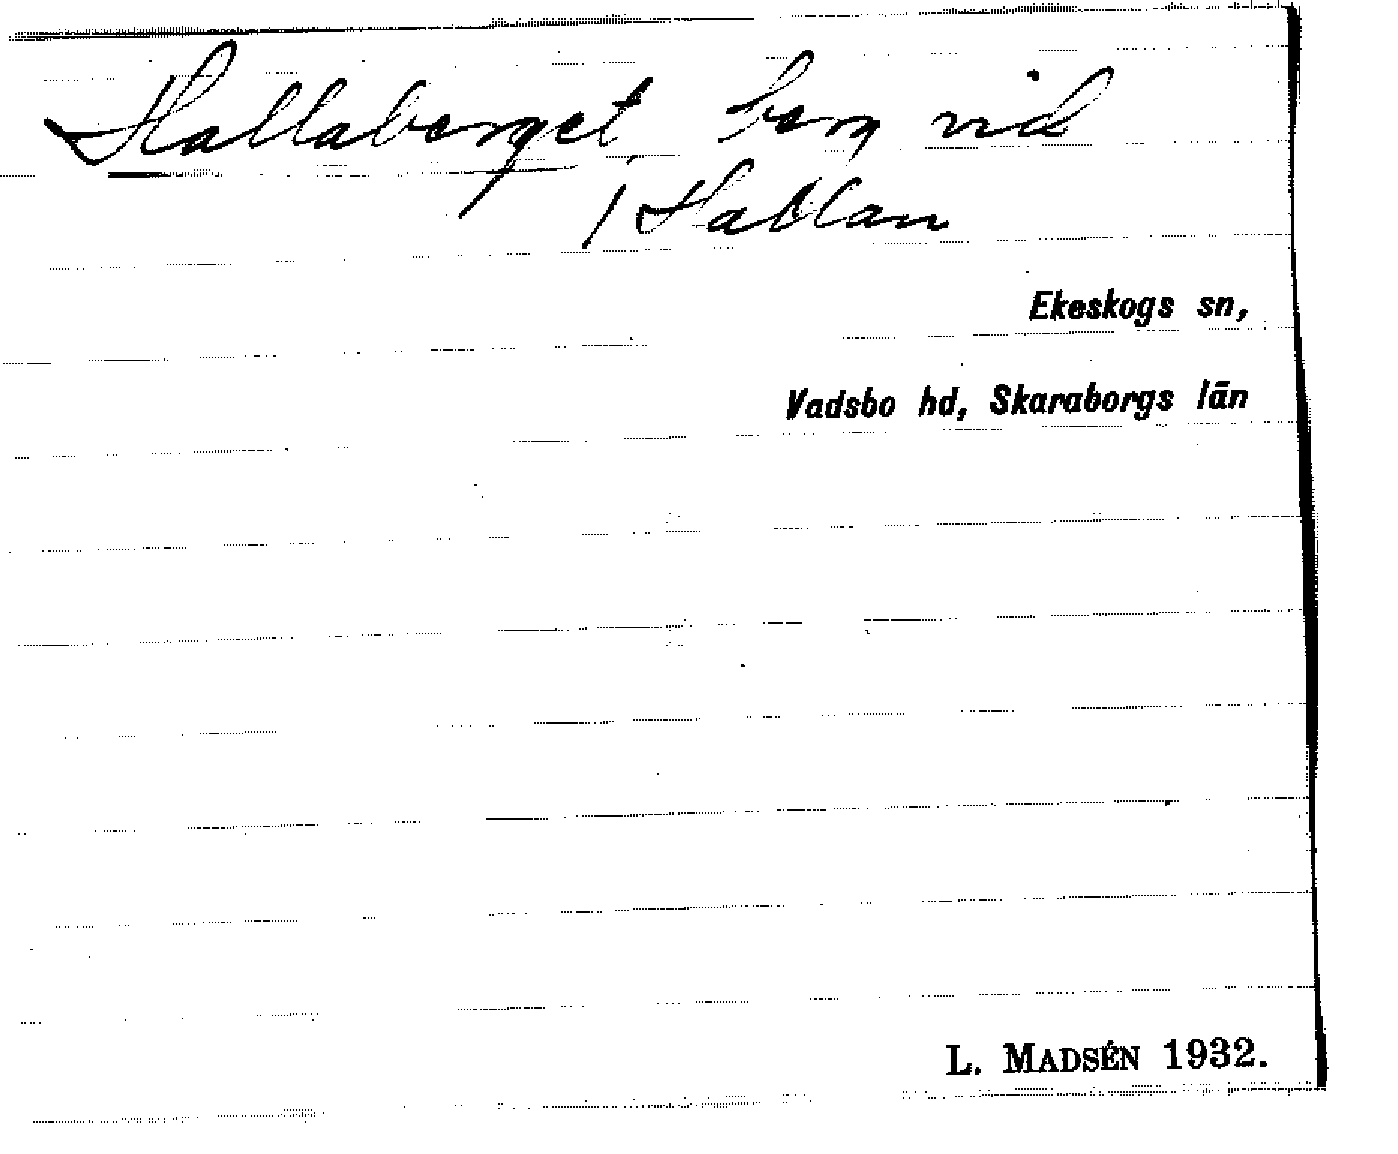 Hallaberget, berg vid
/ Hallan
Ekeskogs sn,
Vadsbo hd, Skaraborgs län
L. MADSÉN 1932.